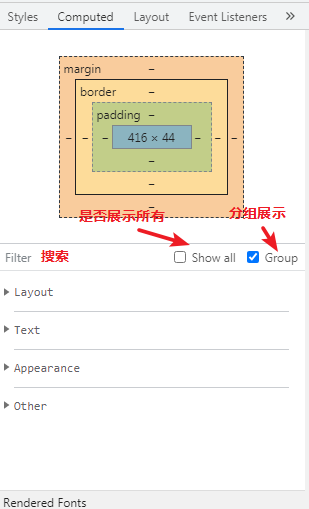 Styles Computed Layout Event Listeners »
margin –
border –
padding –
– – – 416 × 44 – – –
–
–
–
是否展示所有 分组展示
Filter 搜索 Show all Group
Layout
Text
Appearance
Other
Rendered Fonts